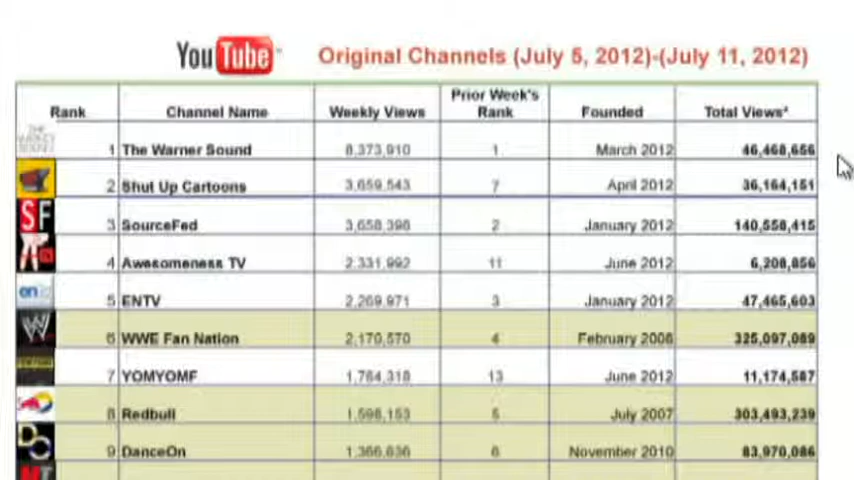 YouTube Original Channels (July 5, 2012)-(July 11, 2012)
Rank Channel Name Weekly Views Prior Week's Rank Founded Total Views*
1 The Warner Sound 8,373,910 1 March 2012 46,468,656
2 Shut Up Cartoons 3,659,543 7 April 2012 36,164,151
SF 3 SourceFed 3,658,396 2 January 2012 140,558,415
4 Awesomeness TV 2,331,992 11 June 2012 6,208,856
5 ENTV 2,269,971 3 January 2012 47,465,603
W 6 WWE Fan Nation 2,170,570 4 February 2006 325,097,089
7 YOMYOMF 1,764,318 13 June 2012 11,174,587
8 Redbull 1,596,153 5 July 2007 303,493,239
9 DanceOn 1,366,636 6 November 2010 83,970,086